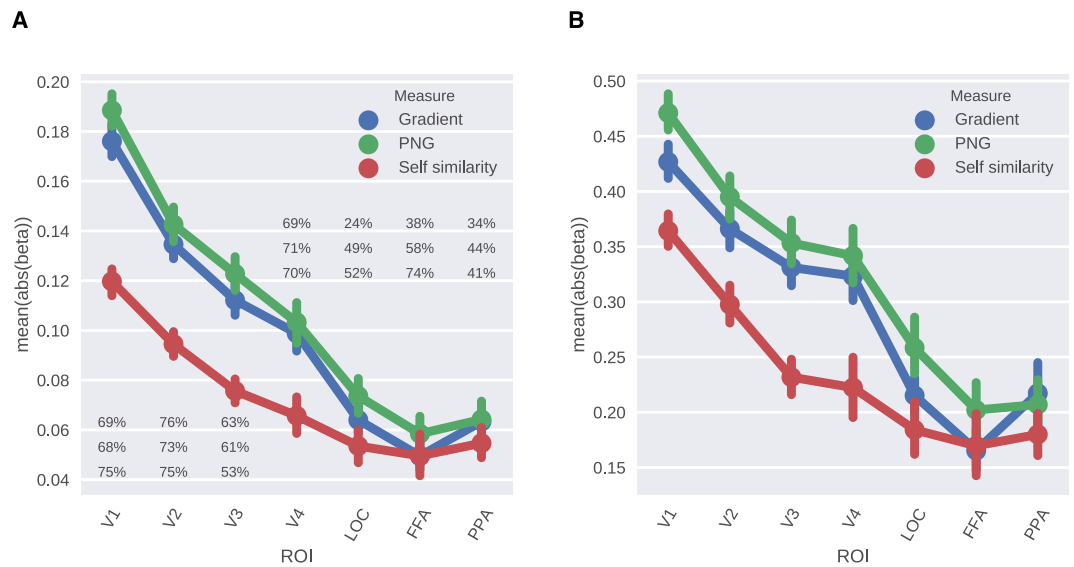 A
mean(abs(beta))
0.20
0.18
0.16
0.14
0.12
0.10
0.08
0.06
0.04
Measure
Gradient
PNG
Self similarity
69% 24% 38% 34%
71% 49% 58% 44%
70% 52% 74% 41%
69% 76% 63%
68% 73% 61%
75% 75% 53%
V1 V2 V3 V4 LOC FFA PPA
ROI
B
mean(abs(beta))
0.50
0.45
0.40
0.35
0.30
0.25
0.20
0.15
Measure
Gradient
PNG
Self similarity
V1 V2 V3 V4 LOC FFA PPA
ROI